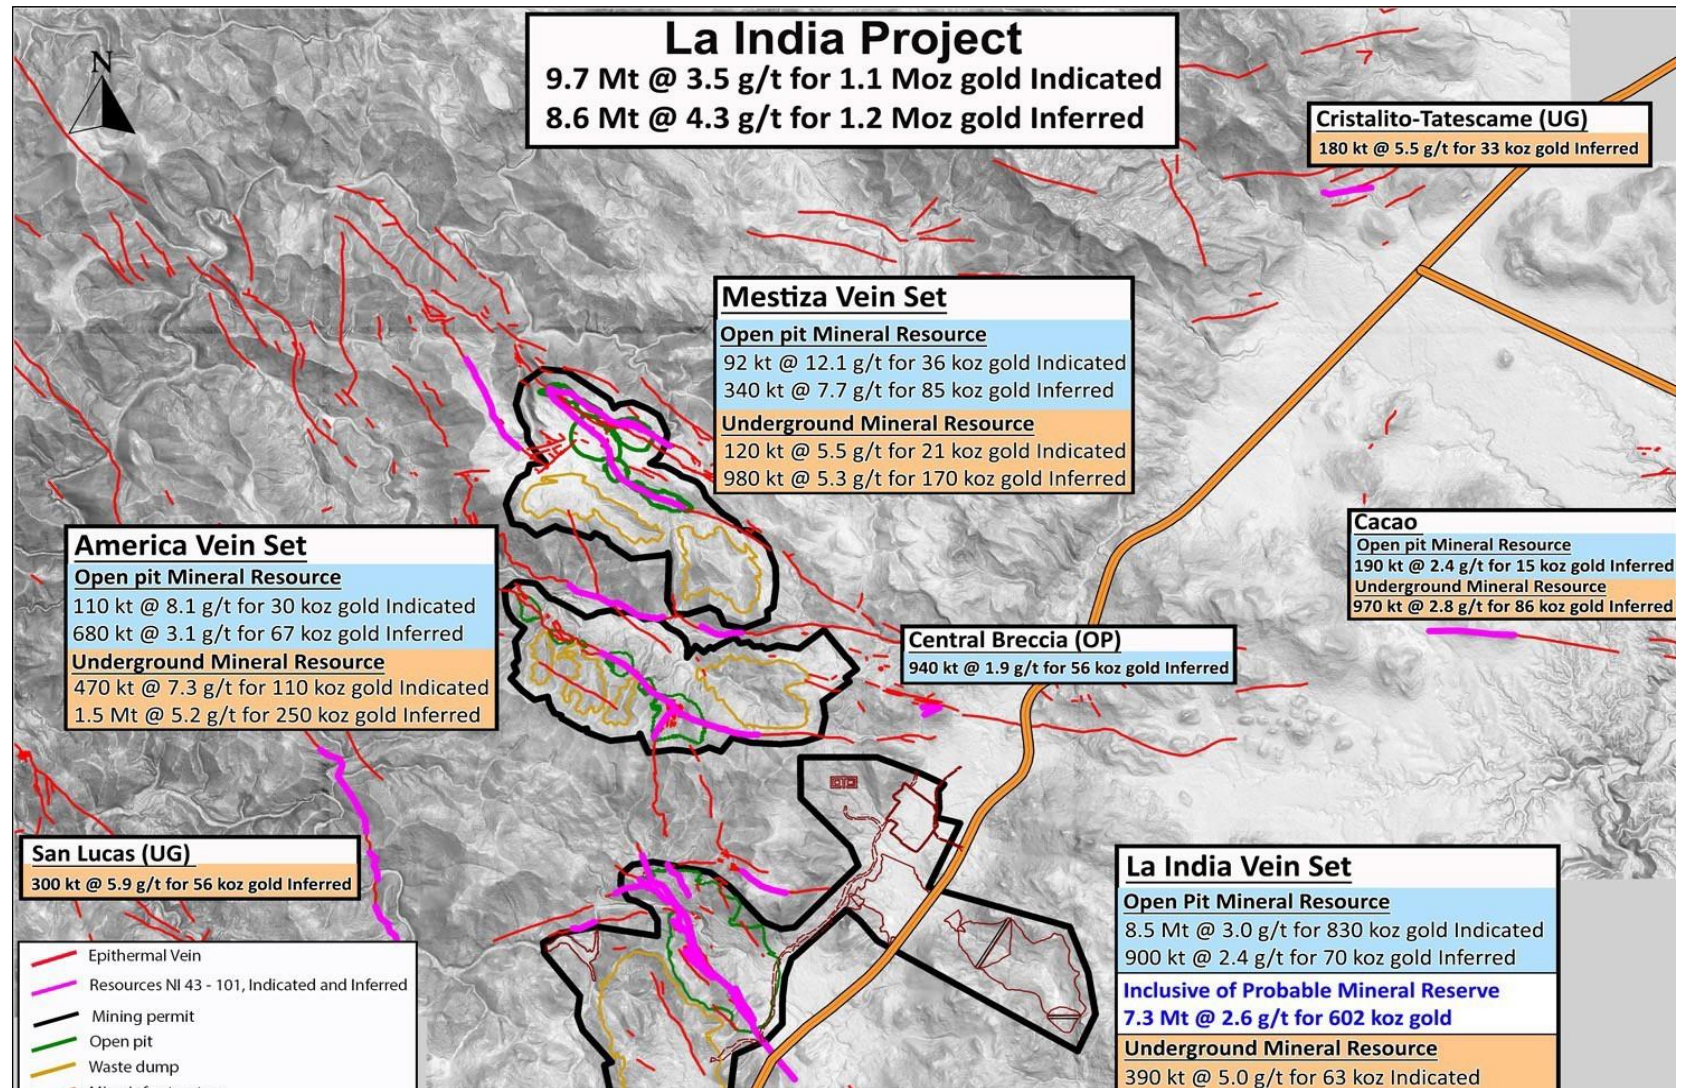 La India Project
9.7 Mt @ 3.5 g/t for 1.1 Moz gold Indicated
8.6 Mt @ 4.3 g/t for 1.2 Moz gold Inferred
N
Cristalito-Tatescame (UG)
180 kt @ 5.5 g/t for 33 koz gold Inferred
Mestiza Vein Set
Open pit Mineral Resource
92 kt @ 12.1 g/t for 36 koz gold Indicated
340 kt @ 7.7 g/t for 85 koz gold Inferred
Underground Mineral Resource
120 kt @ 5.5 g/t for 21 koz gold Indicated
980 kt @ 5.3 g/t for 170 koz gold Inferred
America Vein Set
Open pit Mineral Resource
110 kt @ 8.1 g/t for 30 koz gold Indicated
680 kt @ 3.1 g/t for 67 koz gold Inferred
Underground Mineral Resource
470 kt @ 7.3 g/t for 110 koz gold Indicated
1.5 Mt @ 5.2 g/t for 250 koz gold Inferred
Cacao
Open pit Mineral Resource
190 kt @ 2.4 g/t for 15 koz gold Inferred
Underground Mineral Resource
970 kt @ 2.8 g/t for 86 koz gold Inferred
Central Breccia (OP)
940 kt @ 1.9 g/t for 56 koz gold Inferred
San Lucas (UG)
300 kt @ 5.9 g/t for 56 koz gold Inferred
La India Vein Set
Open Pit Mineral Resource
8.5 Mt @ 3.0 g/t for 830 koz gold Indicated
900 kt @ 2.4 g/t for 70 koz gold Inferred
Inclusive of Probable Mineral Reserve
7.3 Mt @ 2.6 g/t for 602 koz gold
Underground Mineral Resource
390 kt @ 5.0 g/t for 63 koz Indicated
Epithermal Vein
Resources NI 43 - 101, Indicated and Inferred
Mining permit
Open pit
Waste dump